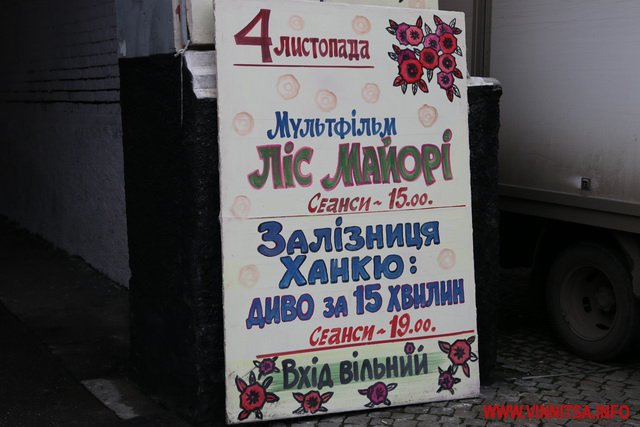 4 листопада
Мультфільм
Ліс Майорі
Сеанси ~ 15.00.
Залізниця
Ханкю:
диво за 15 хвилин
Сеанси ~ 19.00.
Вхід вільний
WWW.VINNITSA.INFO